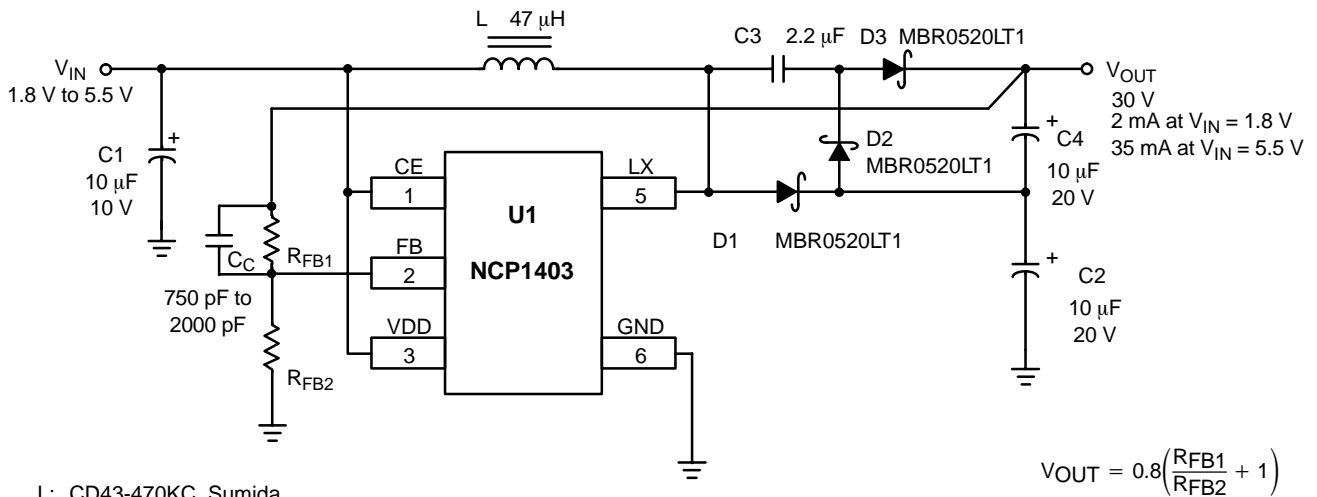 L 47 μH
C3 2.2 μF D3 MBR0520LT1
VIN
1.8 V to 5.5 V
VOUT
30 V
2 mA at VIN = 1.8 V
35 mA at VIN = 5.5 V
+
C1
10 μF
10 V
D2
MBR0520LT1
+
C4
10 μF
20 V
CE
1
LX
5
U1
NCP1403
D1 MBR0520LT1
CC
RFB1
FB
2
750 pF to
2000 pF
+
C2
10 μF
20 V
VDD
3
GND
6
RFB2
VOUT = 0.8(RFB1/RFB2 + 1)
L: CD43-470KC, Sumida